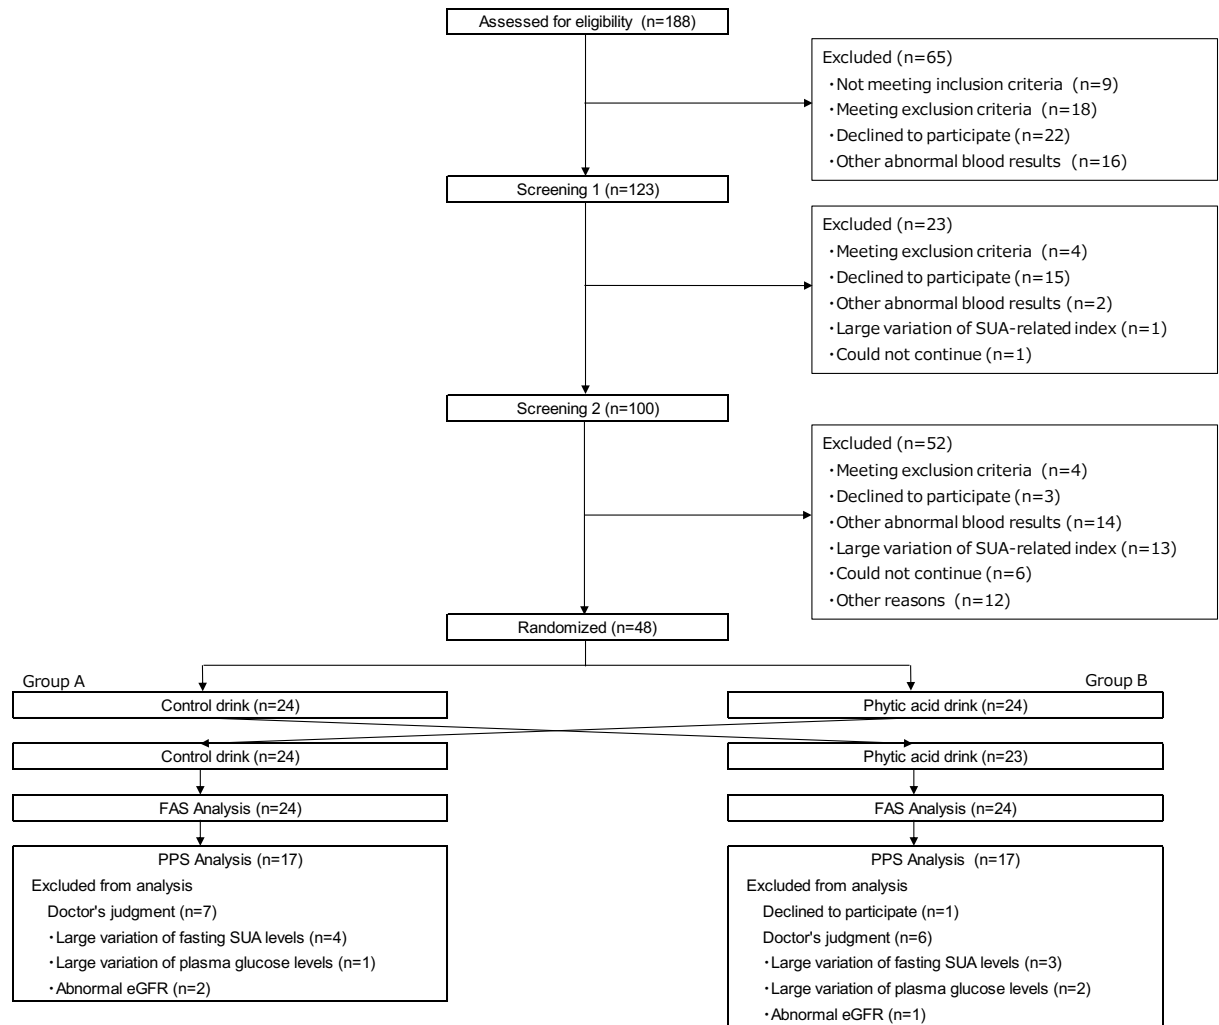 Assessed for eligibility (n=188)
Excluded (n=65)
・Not meeting inclusion criteria (n=9)
・Meeting exclusion criteria (n=18)
・Declined to participate (n=22)
・Other abnormal blood results (n=16)
Screening 1 (n=123)
Excluded (n=23)
・Meeting exclusion criteria (n=4)
・Declined to participate (n=15)
・Other abnormal blood results (n=2)
・Large variation of SUA-related index (n=1)
・Could not continue (n=1)
Screening 2 (n=100)
Excluded (n=52)
・Meeting exclusion criteria (n=4)
・Declined to participate (n=3)
・Other abnormal blood results (n=14)
・Large variation of SUA-related index (n=13)
・Could not continue (n=6)
・Other reasons (n=12)
Randomized (n=48)
Group A
Group B
Control drink (n=24)
Phytic acid drink (n=24)
Control drink (n=24)
Phytic acid drink (n=23)
FAS Analysis (n=24)
FAS Analysis (n=24)
PPS Analysis (n=17)
Excluded from analysis
Doctor's judgment (n=7)
・Large variation of fasting SUA levels (n=4)
・Large variation of plasma glucose levels (n=1)
・Abnormal eGFR (n=2)
PPS Analysis (n=17)
Excluded from analysis
Declined to participate (n=1)
Doctor's judgment (n=6)
・Large variation of fasting SUA levels (n=3)
・Large variation of plasma glucose levels (n=2)
・Abnormal eGFR (n=1)